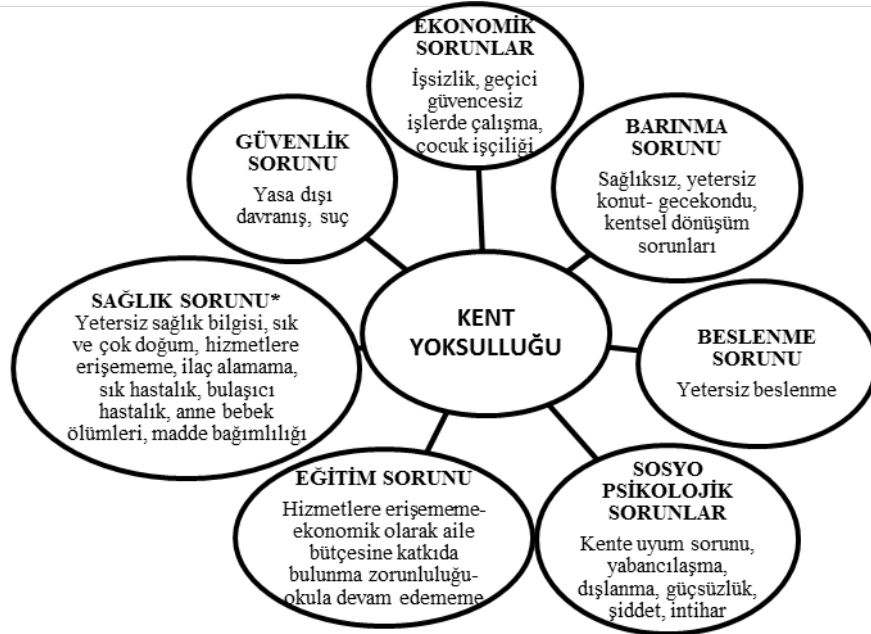 EKONOMİK
SORUNLAR
İşsizlik, geçici
güvencesiz
işlerde çalışma,
çocuk işçiliği
BARINMA
SORUNU
Sağlıksız, yetersiz
konut- gecekondu,
kentsel dönüşüm
sorunları
BESLENME
SORUNU
Yetersiz beslenme
SOSYO
PSİKOLOJİK
SORUNLAR
Kente uyum sorunu,
yabancılaşma,
dışlanma, güçsüzlük,
şiddet, intihar
EĞİTİM SORUNU
Hizmetlere erişememe-
ekonomik olarak aile
bütçesine katkıda
bulunma zorunluluğu-
okula devam edememe
SAĞLIK SORUNU*
Yetersiz sağlık bilgisi, sık
ve çok doğum, hizmetlere
erişememe, ilaç alamama,
sık hastalık, bulaşıcı
hastalık, anne bebek
ölümleri, madde bağımlılığı
GÜVENLİK
SORUNU
Yasa dışı
davranış, suç
KENT
YOKSULLUĞU